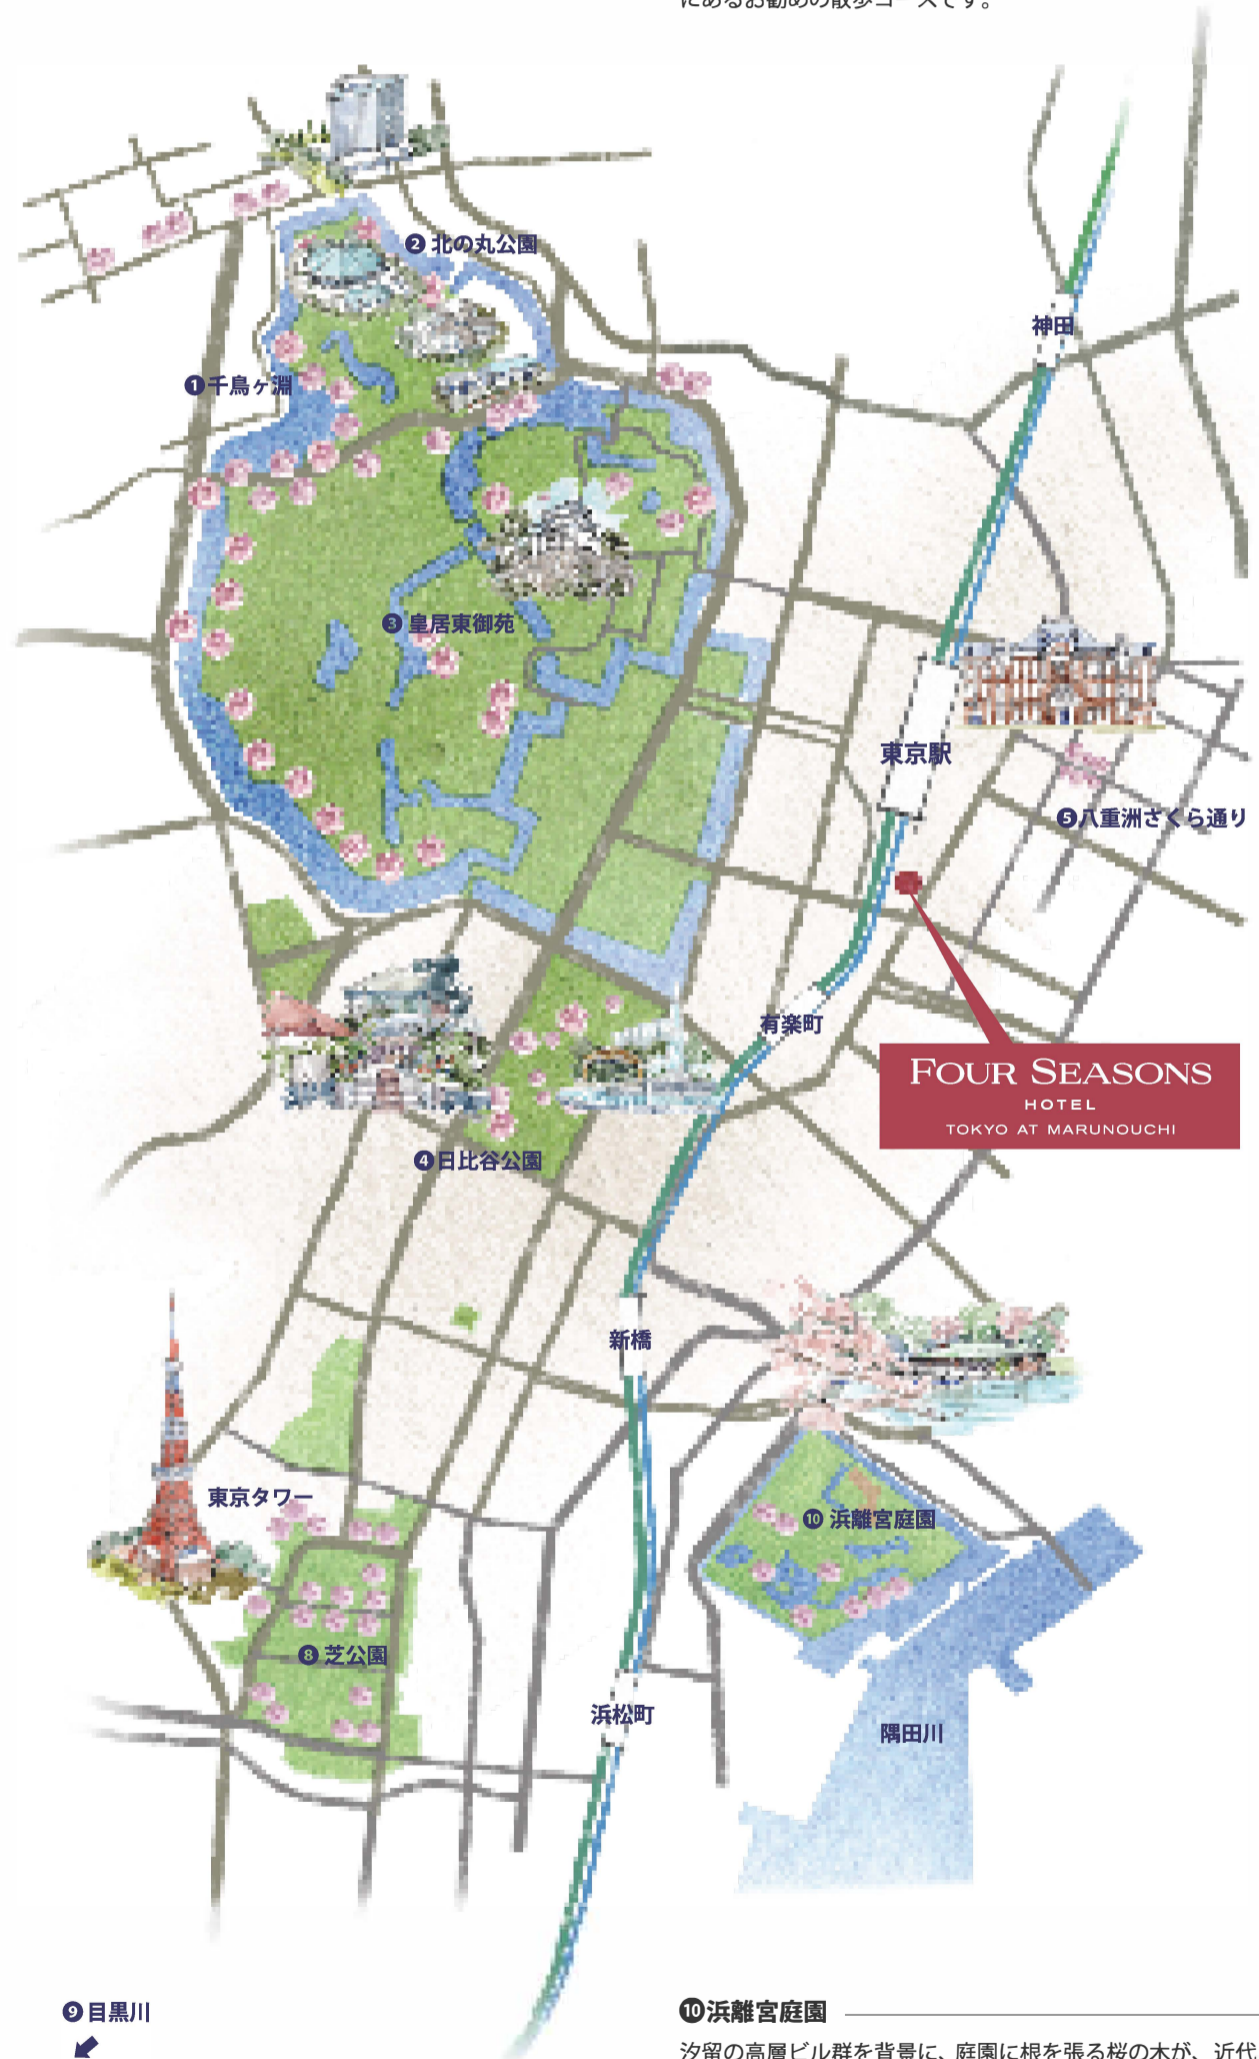 にあるお勧めの散歩コースです。
❷ 北の丸公園
神田
❶千鳥ヶ淵
❸ 皇居東御苑
東京駅
❺八重洲さくら通り
有楽町
FOUR SEASONS
HOTEL
TOKYO AT MARUNOUCHI
❹日比谷公園
新橋
東京タワー
❿ 浜離宮庭園
❽ 芝公園
浜松町
隅田川
❾目黒川
❿浜離宮庭園
汐留の高層ビル群を背景に、庭園に根を張る桜の木が、近代